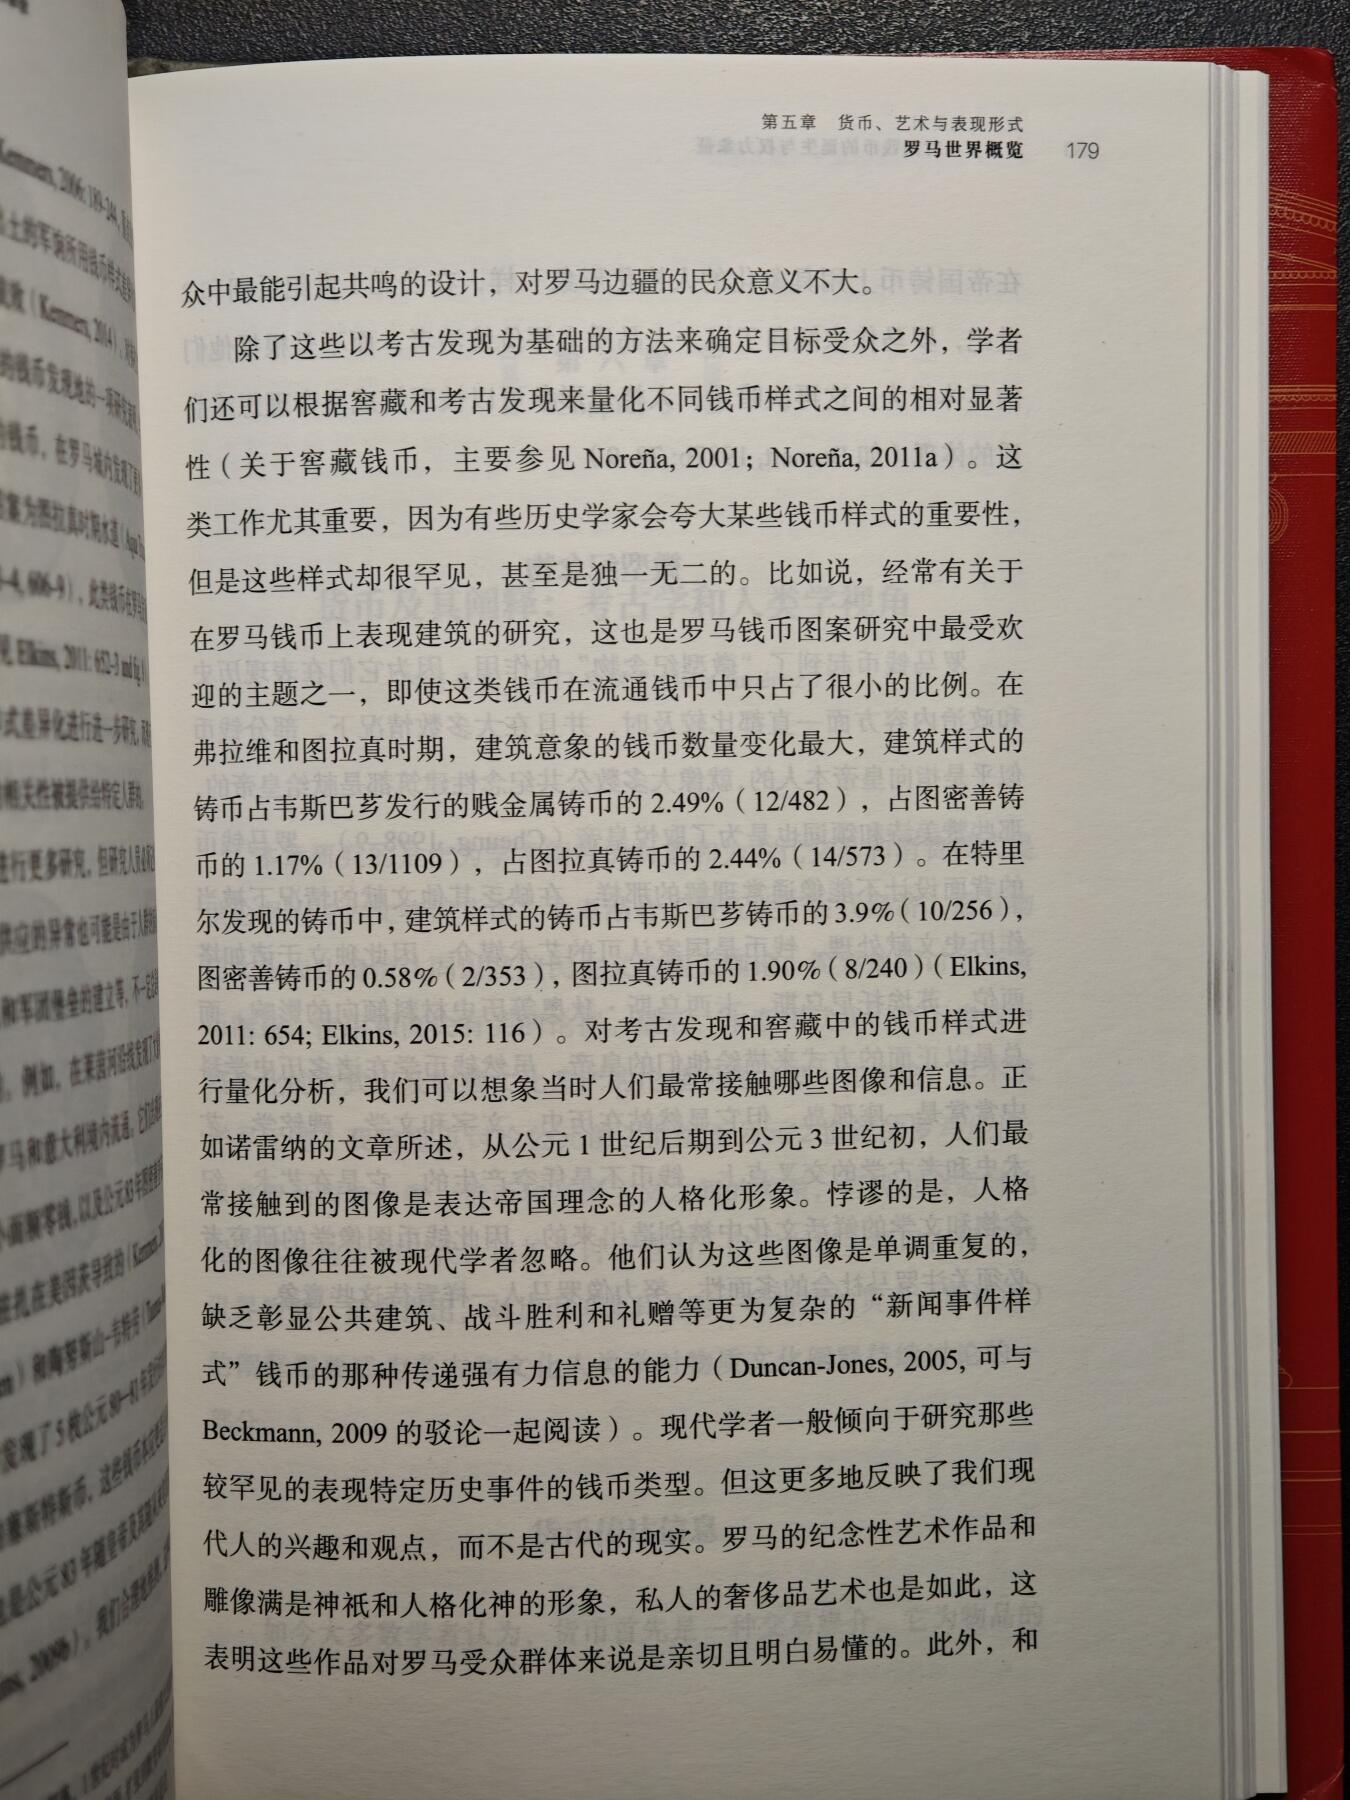 第五章 货币、艺术与表现形式
罗马世界概览 179
众中最能引起共鸣的设计，对罗马边疆的民众意义不大。
除了这些以考古发现为基础的方法来确定目标受众之外，学者
们还可以根据窖藏和考古发现来量化不同钱币样式之间的相对显著
性（关于窖藏钱币，主要参见 Noreña, 2001；Noreña, 2011a）。这
类工作尤其重要，因为有些历史学家会夸大某些钱币样式的重要性，
但是这些样式却很罕见，甚至是独一无二的。比如说，经常有关于
在罗马钱币上表现建筑的研究，这也是罗马钱币图案研究中最受欢
迎的主题之一，即使这类钱币在流通钱币中只占了很小的比例。在
弗拉维和图拉真时期，建筑意象的钱币数量变化最大，建筑样式的
铸币占韦斯巴芗发行的贱金属铸币的 2.49%（12/482），占图密善铸
币的 1.17%（13/1109），占图拉真铸币的 2.44%（14/573）。在特里
尔发现的铸币中，建筑样式的铸币占韦斯巴芗铸币的 3.9%（10/256），
图密善铸币的 0.58%（2/353），图拉真铸币的 1.90%（8/240）（Elkins,
2011: 654; Elkins, 2015: 116）。对考古发现和窖藏中的钱币样式进
行量化分析，我们可以想象当时人们最常接触哪些图像和信息。正
如诺雷纳的文章所述，从公元 1 世纪后期到公元 3 世纪初，人们最
常接触到的图像是表达帝国理念的人格化形象。悖谬的是，人格
化的图像往往被现代学者忽略。他们认为这些图像是单调重复的，
缺乏彰显公共建筑、战斗胜利和礼赠等更为复杂的“新闻事件样
式”钱币的那种传递强有力信息的能力（Duncan-Jones, 2005, 可与
Beckmann, 2009 的驳论一起阅读）。现代学者一般倾向于研究那些
较罕见的表现特定历史事件的钱币类型。但这更多地反映了我们现
代人的兴趣和观点，而不是古代的现实。罗马的纪念性艺术作品和
雕像满是神祇和人格化神的形象，私人的奢侈品艺术也是如此，这
表明这些作品对罗马受众群体来说是亲切且明白易懂的。此外，和